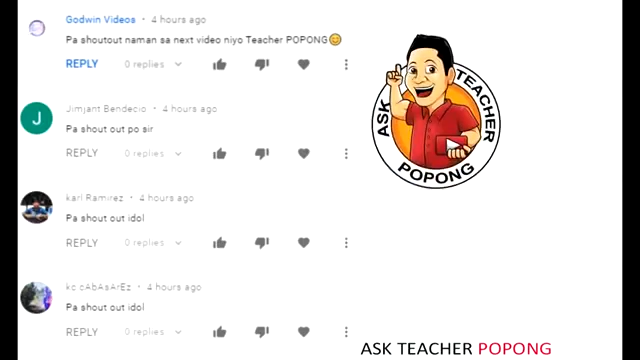 Godwin Videos • 4 hours ago
Pa shoutout naman sa next video niyo Teacher POPONG😊
REPLY 0 replies
J
Jimjant Bendecio • 4 hours ago
Pa shout out po sir
REPLY 0 replies
karl Ramirez • 4 hours ago
Pa shout out idol
REPLY 0 replies
kc cAbAsArEz • 4 hours ago
Pa shout out idol
REPLY 0 replies
ASK TEACHER
POPONG
ASK TEACHER POPONG